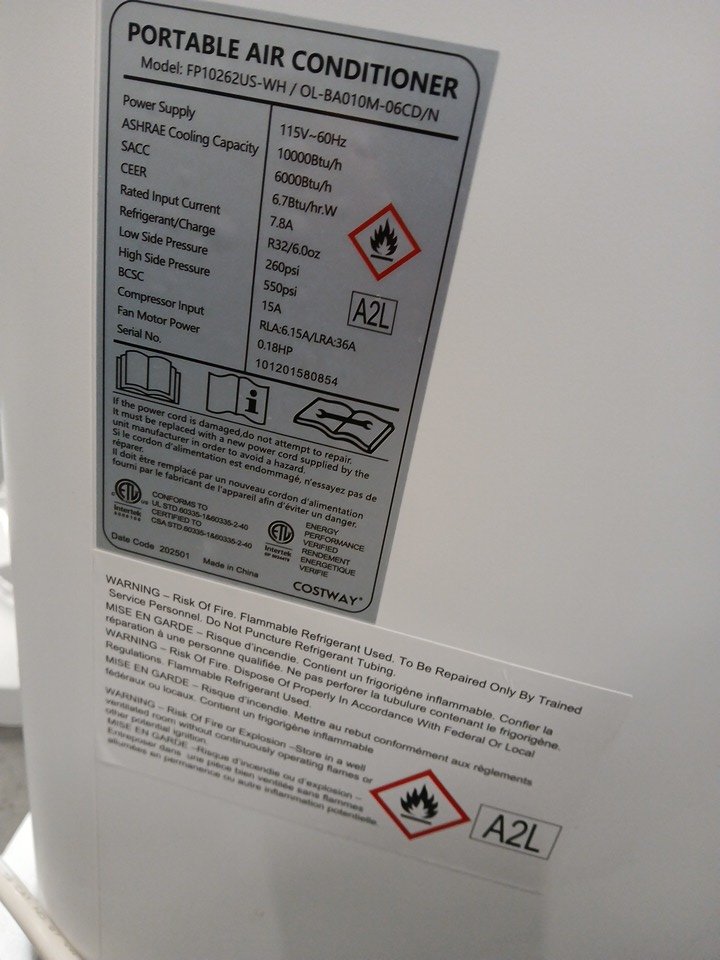 PORTABLE AIR CONDITIONER
Model: FP10262US-WH / OL-BA010M-06CD/N
Power Supply 115V~60Hz
ASHRAE Cooling Capacity 10000Btu/h
SACC 6000Btu/h
CEER 6.7Btu/hr.W
Rated Input Current 7.8A
Refrigerant/Charge R32/6.0oz
Low Side Pressure 260psi
High Side Pressure 550psi
BCSC 15A
Compressor Input RLA:6.15A/LRA:36A
Fan Motor Power 0.18HP
Serial No. 101201580854
A2L
If the power cord is damaged,do not attempt to repair.
It must be replaced with a new power cord supplied by the
unit manufacturer in order to avoid a hazard.
Si le cordon d'alimentation est endommagé, n'essayez pas de
réparer.
Il doit être remplacé par un nouveau cordon d'alimentation
fourni par le fabricant de l'appareil afin d'éviter un danger.
C ETL US
Intertek
CONFORMS TO
UL STD.60335-1&60335-2-40
CERTIFIED TO
CSA STD.60335-1&60335-2-40
ETL
Intertek
ENERGY
PERFORMANCE
VERIFIED
RENDEMENT
ENERGETIQUE
VERIFIE
Date Code 202501 Made in China
COSTWAY®
WARNING – Risk Of Fire. Flammable Refrigerant Used. To Be Repaired Only By Trained
Service Personnel. Do Not Puncture Refrigerant Tubing.
MISE EN GARDE – Risque d'incendie. Contient un frigorigène inflammable. Confier la
réparation à une personne qualifiée. Ne pas perforer la tubulure contenant le frigorigène.
WARNING – Risk Of Fire. Dispose Of Properly In Accordance With Federal Or Local
Regulations. Flammable Refrigerant Used.
MISE EN GARDE – Risque d'incendie. Mettre au rebut conformément aux règlements
fédéraux ou locaux. Contient un frigorigène inflammable
WARNING – Risk Of Fire or Explosion –Store in a well
ventilated room without continuously operating flames or
other potential ignition.
MISE EN GARDE –Risque d'incendie ou d'explosion –
Entreposer dans une pièce bien ventilée sans flammes
allumées en permanence ou autre inflammation potentielle.
A2L